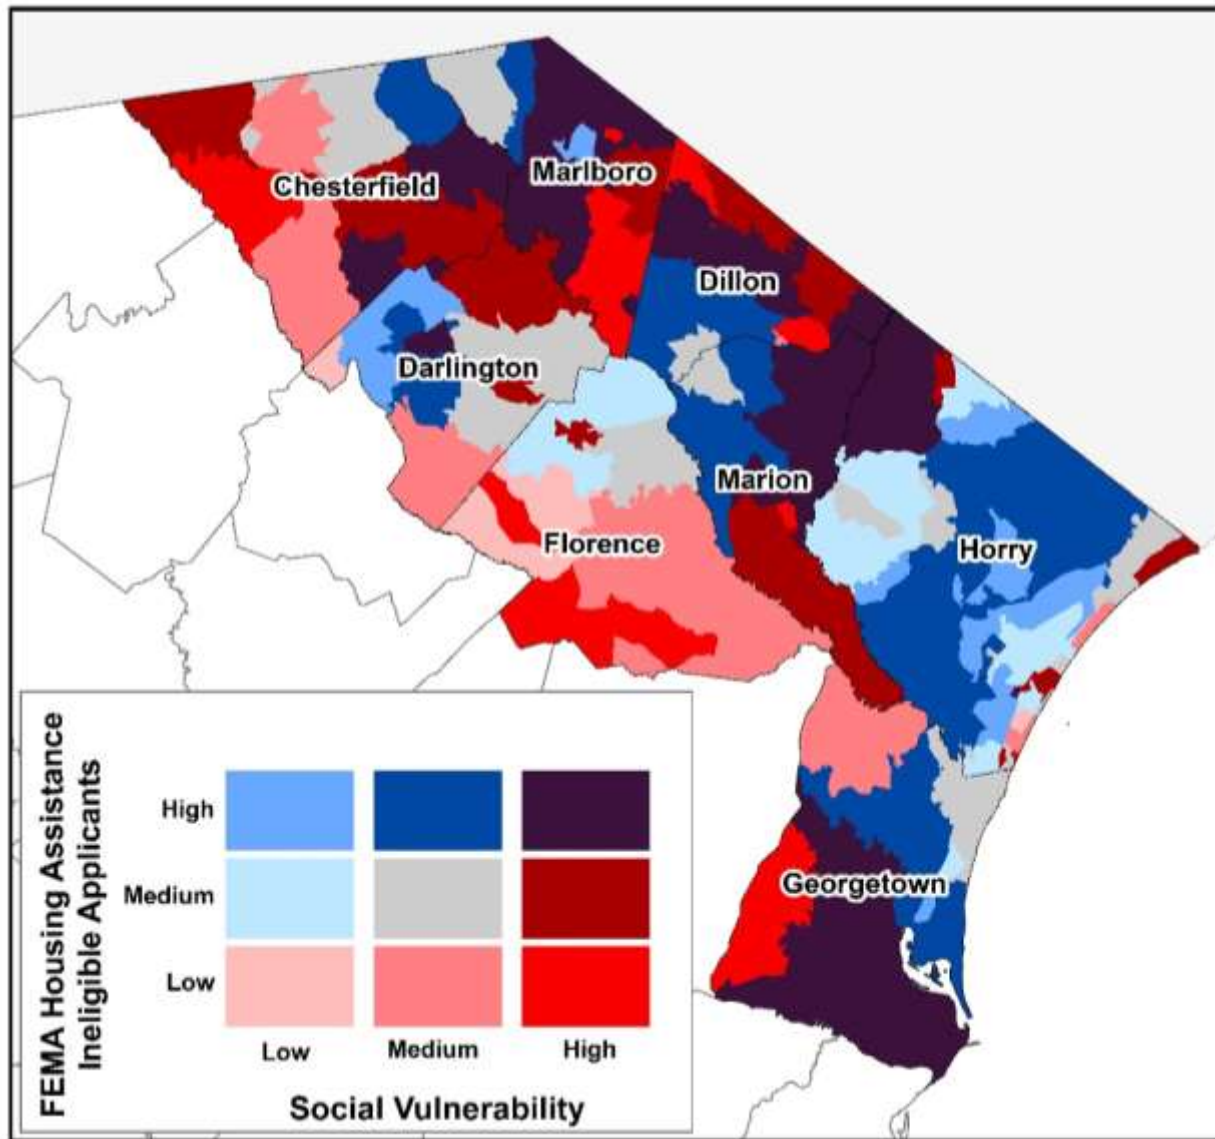 Marlboro
Chesterfield
Dillon
Darlington
Marion
Florence
Horry
Georgetown
FEMA Housing Assistance
Ineligible Applicants
High
Medium
Low
Low Medium High
Social Vulnerability